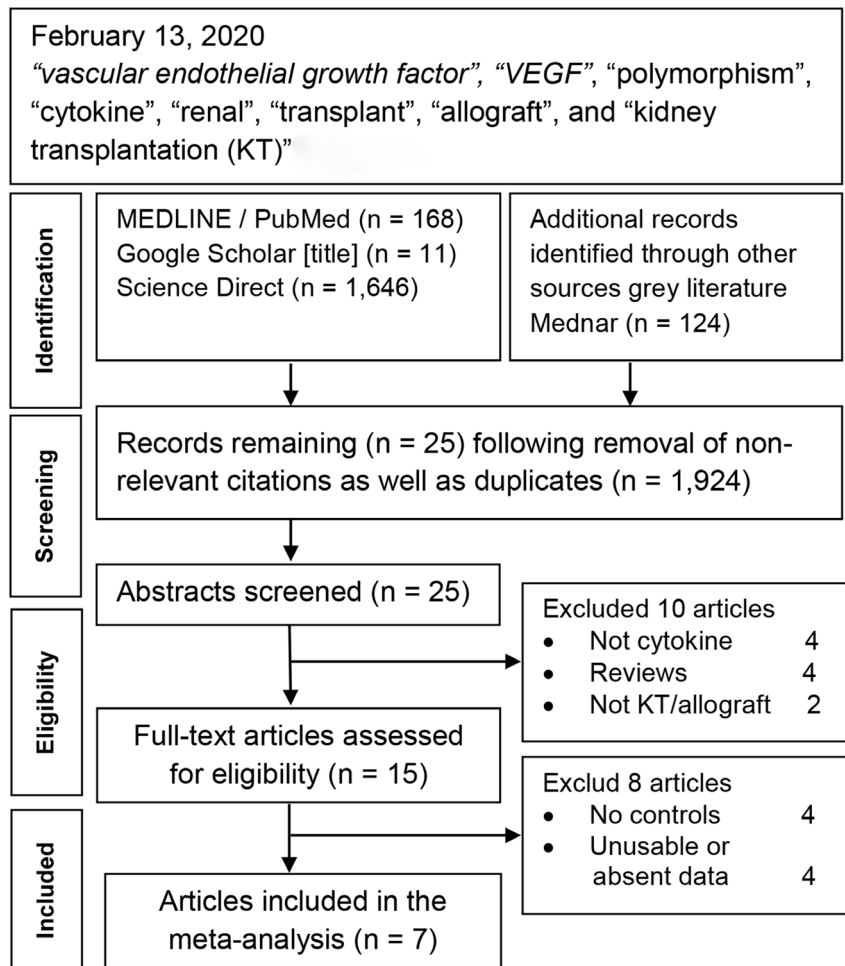 February 13, 2020
“vascular endothelial growth factor”, “VEGF”, “polymorphism”,
“cytokine”, “renal”, “transplant”, “allograft”, and “kidney
transplantation (KT)”
Identification
MEDLINE / PubMed (n = 168)
Google Scholar [title] (n = 11)
Science Direct (n = 1,646)
Additional records
identified through other
sources grey literature
Mednar (n = 124)
Screening
Records remaining (n = 25) following removal of non-
relevant citations as well as duplicates (n = 1,924)
Abstracts screened (n = 25)
Excluded 10 articles
• Not cytokine 4
• Reviews 4
• Not KT/allograft 2
Eligibility
Full-text articles assessed
for eligibility (n = 15)
Exclud 8 articles
• No controls 4
• Unusable or
absent data 4
Included
Articles included in the
meta-analysis (n = 7)